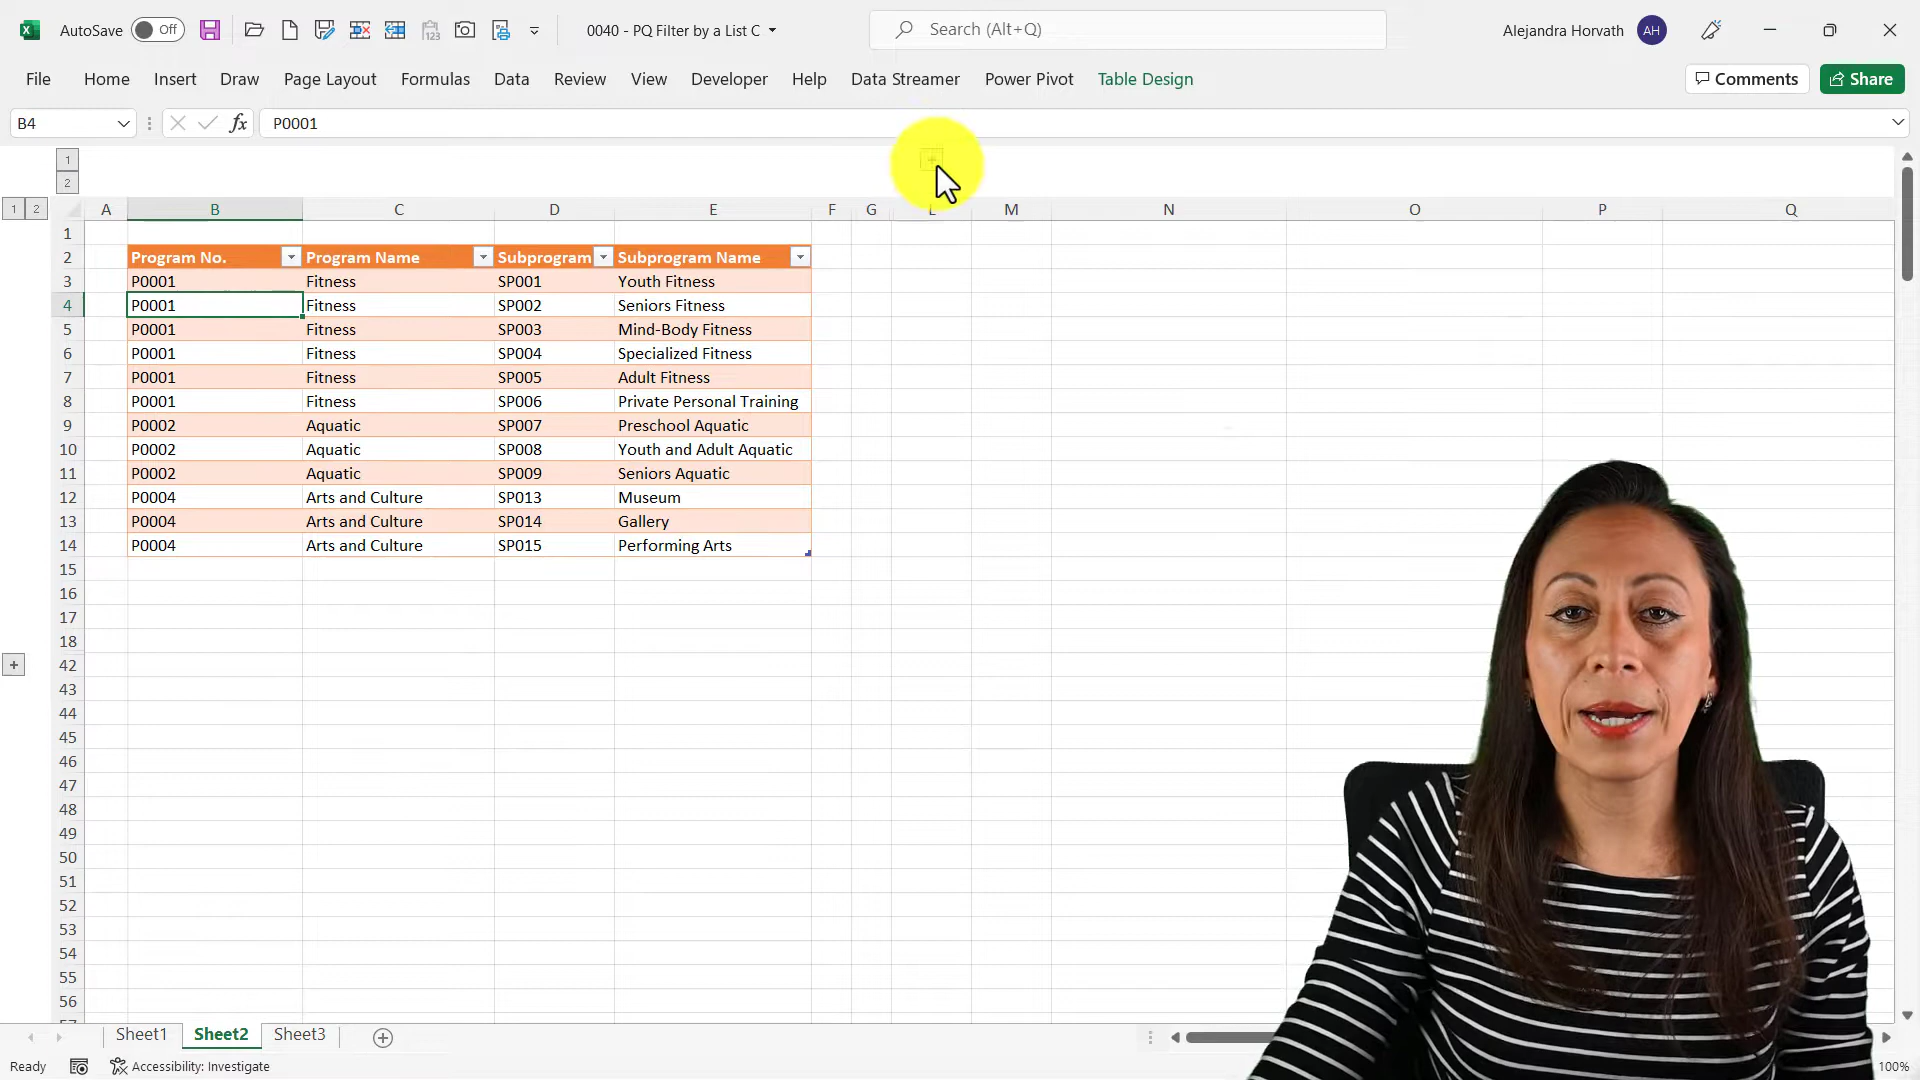 AutoSave Off 0040 - PQ Filter by a List C Search (Alt+Q) Alejandra Horvath AH
File Home Insert Draw Page Layout Formulas Data Review View Developer Help Data Streamer Power Pivot Table Design Comments Share
B4 fx P0001
1
2
1 2 A B C D E F G L M N O P Q
1
2 Program No. Program Name Subprogram Subprogram Name
3 P0001 Fitness SP001 Youth Fitness
4 P0001 Fitness SP002 Seniors Fitness
5 P0001 Fitness SP003 Mind-Body Fitness
6 P0001 Fitness SP004 Specialized Fitness
7 P0001 Fitness SP005 Adult Fitness
8 P0001 Fitness SP006 Private Personal Training
9 P0002 Aquatic SP007 Preschool Aquatic
10 P0002 Aquatic SP008 Youth and Adult Aquatic
11 P0002 Aquatic SP009 Seniors Aquatic
12 P0004 Arts and Culture SP013 Museum
13 P0004 Arts and Culture SP014 Gallery
14 P0004 Arts and Culture SP015 Performing Arts
15
16
17
18
42
43
44
45
46
47
48
49
50
51
52
53
54
55
56
Sheet1 Sheet2 Sheet3
Ready Accessibility: Investigate 100%